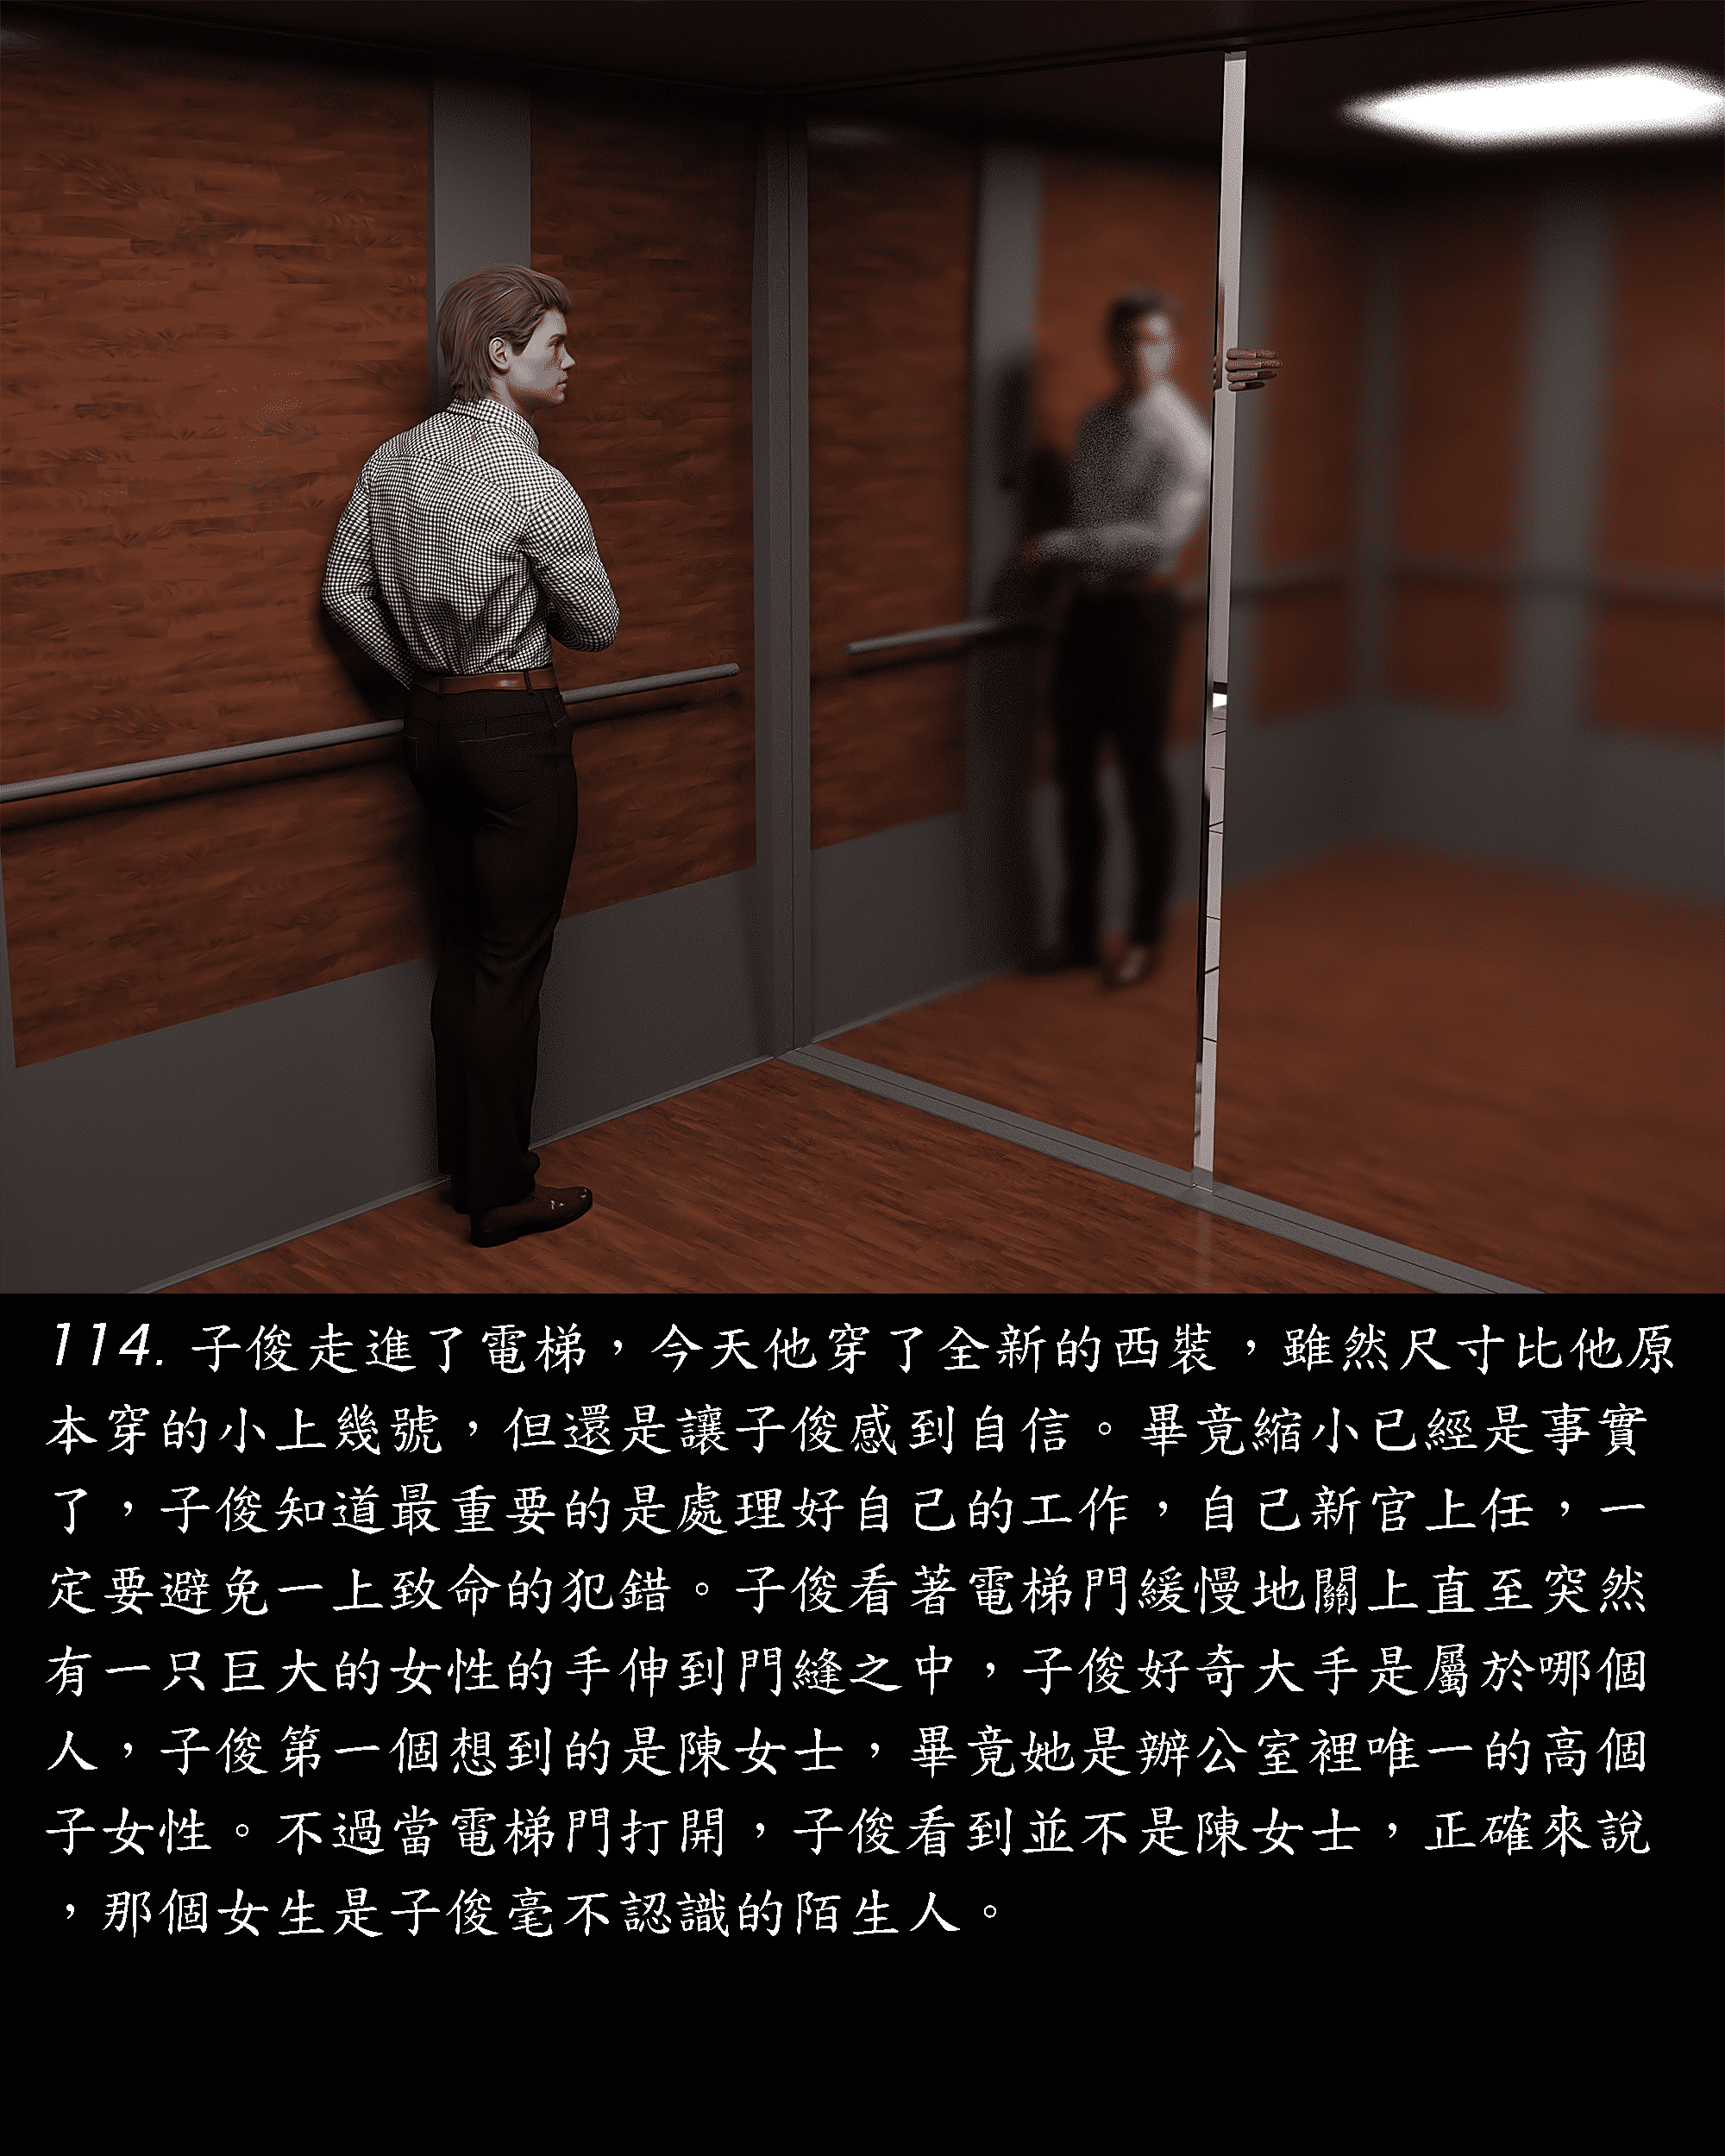 114. 子俊走進了電梯，今天他穿了全新的西裝，雖然尺寸比他原
本穿的小上幾號，但還是讓子俊感到自信。畢竟縮小已經是事實
了，子俊知道最重要的是處理好自己的工作，自己新官上任，一
定要避免一上致命的犯錯。子俊看著電梯門緩慢地關上直至突然
有一只巨大的女性的手伸到門縫之中，子俊好奇大手是屬於哪個
人，子俊第一個想到的是陳女士，畢竟她是辦公室裡唯一的高個
子女性。不過當電梯門打開，子俊看到並不是陳女士，正確來說
，那個女生是子俊毫不認識的陌生人。